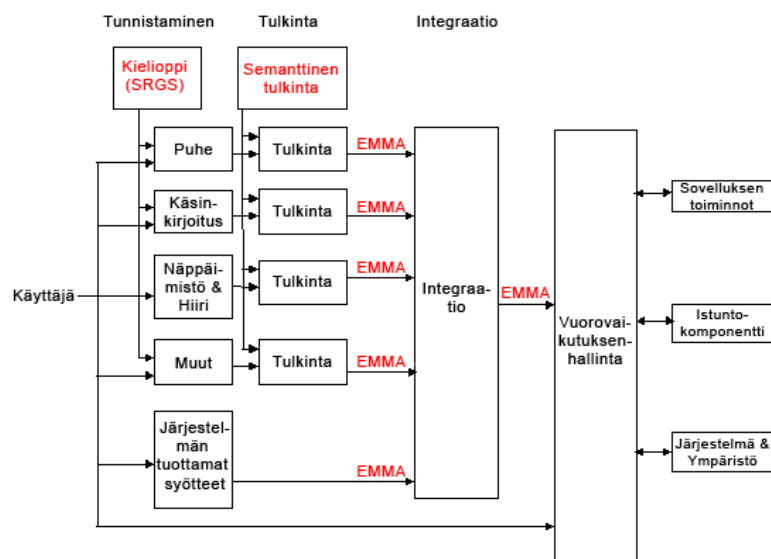 Tunnistaminen
Tulkinta
Integraatio
Kielioppi
(SRGS)
Semanttinen
tulkinta
Puhe
Tulkinta
EMMA
Käsin-
kirjoitus
Tulkinta
EMMA
Näppäi-
mistö &
Hiiri
Tulkinta
EMMA
Muut
Tulkinta
EMMA
Järjestel-
män
tuottamat
syötteet
EMMA
Käyttäjä
Integraa-
tio
EMMA
Vuorovai-
kutuksen-
hallinta
Sovelluksen
toiminnot
Istunto-
komponentti
Järjestelmä &
Ympäristö